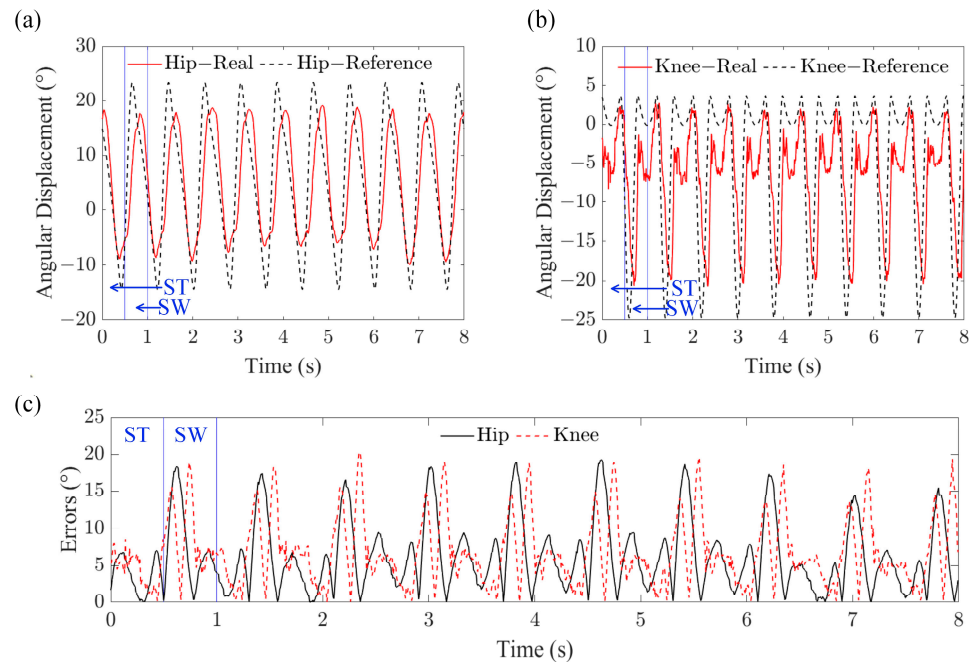 (a)
Hip−Real Hip−Reference
Angular Displacement (°)
30
20
10
0
−10
−20
ST
SW
0 1 2 3 4 5 6 7 8
Time (s)
(b)
Knee−Real Knee−Reference
Angular Displacement (°)
10
5
0
−5
−10
−15
−20
−25
ST
SW
0 1 2 3 4 5 6 7 8
Time (s)
(c)
ST SW
Hip Knee
Errors (°)
25
20
15
10
5
0
0 1 2 3 4 5 6 7 8
Time (s)